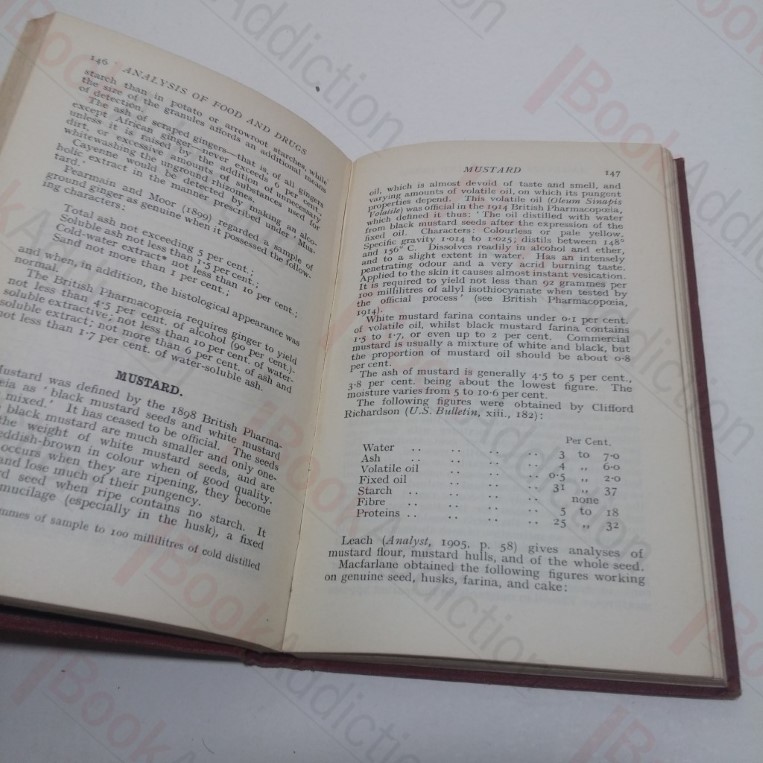 146 ANALYSIS OF FOOD AND DRUGS
starch than in potato or arrowroot starches, while
the size of the granules affords an additional means
of detection.
The ash of scraped gingers—that is, of all gingers
except African ginger—never exceeds 6 per cent.,
unless it is raised by the addition of unnecessary
dirt, or excessive amounts of substances used for
whitewashing the unground rhizomes.
Cayenne would be detected by making an alco-
holic extract in the manner prescribed under 'Mus-
tard.'
Pearmain and Moor (1899) regarded a sample of
ground ginger as genuine when it possessed the follow-
ing characters:
Total ash not exceeding 5 per cent.;
Soluble ash not less than 1·5 per cent.;
Cold-water extract* not less than 10 per cent.;
Sand not more than 1 per cent.;
and when, in addition, the histological appearance was
normal.
The British Pharmacopœia requires ginger to yield
not less than 4·5 per cent. of alcohol (90 per cent.)-
soluble extractive; not less than 10 per cent. of water-
soluble extract; not more than 6 per cent. of ash and
not less than 1·7 per cent. of water-soluble ash.
MUSTARD.
Mustard was defined by the 1898 British Pharma-
eia as 'black mustard seeds and white mustard
mixed.' It has ceased to be official. The seeds
black mustard are much smaller and only one-
the weight of white mustard seeds, and are
ddish-brown in colour when of good quality.
occurs when they are ripening, they become
and lose much of their pungency.
rd seed when ripe contains no starch. It
mucilage (especially in the husk), a fixed
mmes of sample to 100 millilitres of cold distilled
MUSTARD 147
oil, which is almost devoid of taste and smell, and
varying amounts of volatile oil, on which its pungent
properties depend. This volatile oil (Oleum Sinapis
Volatile) was official in the 1914 British Pharmacopœia,
which defined it thus: 'The oil distilled with water
from black mustard seeds after the expression of the
fixed oil. Characters: Colourless or pale yellow.
Specific gravity 1·014 to 1·025; distils between 148°
and 156° C. Dissolves readily in alcohol and ether,
and to a slight extent in water. Has an intensely
penetrating odour and a very acrid burning taste.
Applied to the skin it causes almost instant vesication.
It is required to yield not less than 92 grammes per
100 millilitres of allyl isothiocyanate when tested by
the official process' (see British Pharmacopœia,
1914).
White mustard farina contains under 0·1 per cent.
of volatile oil, whilst black mustard farina contains
1·5 to 1·7, or even up to 2 per cent. Commercial
mustard is usually a mixture of white and black, but
the proportion of mustard oil should be about 0·8
per cent.
The ash of mustard is generally 4·5 to 5 per cent.,
3·8 per cent. being about the lowest figure. The
moisture varies from 5 to 10·6 per cent.
The following figures were obtained by Clifford
Richardson (U.S. Bulletin, xiii., 182):
Per Cent.
Water .. .. .. .. 3 to 7·0
Ash .. .. .. .. 4 ,, 6·0
Volatile oil .. .. .. 0·5 ,, 2·0
Fixed oil .. .. .. 31 ,, 37
Starch .. .. .. .. none
Fibre .. .. .. .. 5 to 18
Proteins .. .. .. .. 25 ,, 32
Leach (Analyst, 1905, p. 58) gives analyses of
mustard flour, mustard hulls, and of the whole seed.
Macfarlane obtained the following figures working
on genuine seed, husks, farina, and cake:
BookAddiction